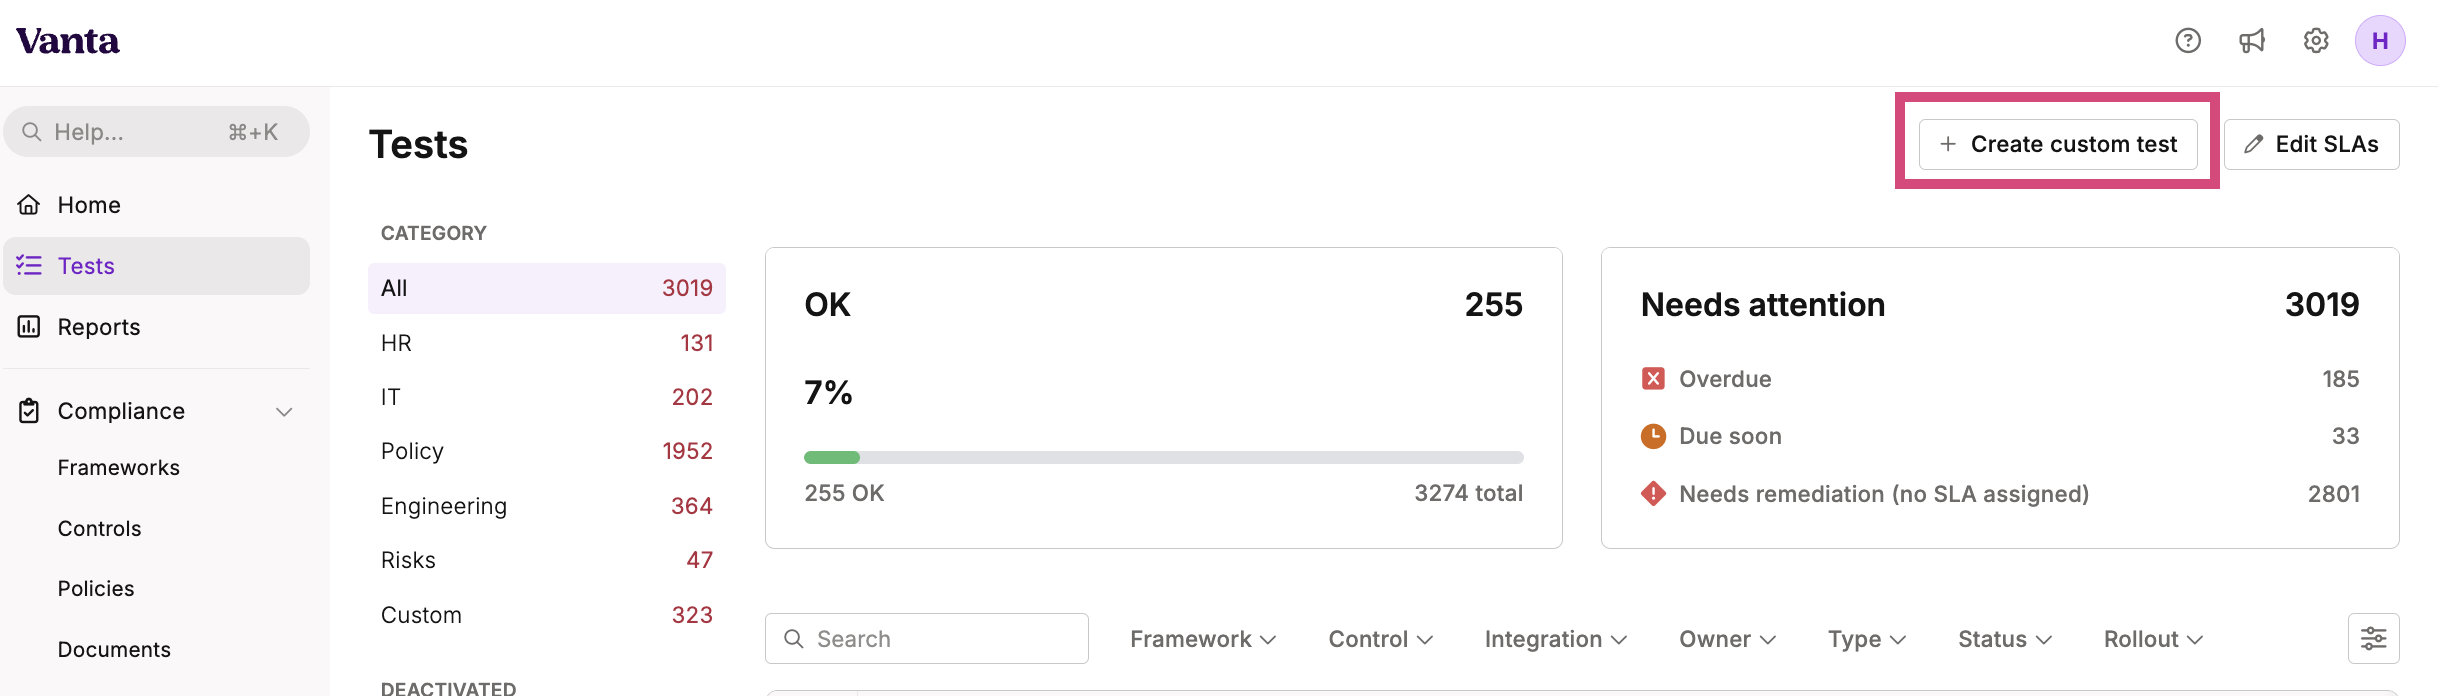 Vanta
H
Help... ⌘+K
Home
Tests
Reports
Compliance
Frameworks
Controls
Policies
Documents
Tests
+ Create custom test
Edit SLAs
CATEGORY
All 3019
HR 131
IT 202
Policy 1952
Engineering 364
Risks 47
Custom 323
DEACTIVATED
OK 255
7%
255 OK 3274 total
Needs attention 3019
Overdue 185
Due soon 33
Needs remediation (no SLA assigned) 2801
Search Framework Control Integration Owner Type Status Rollout